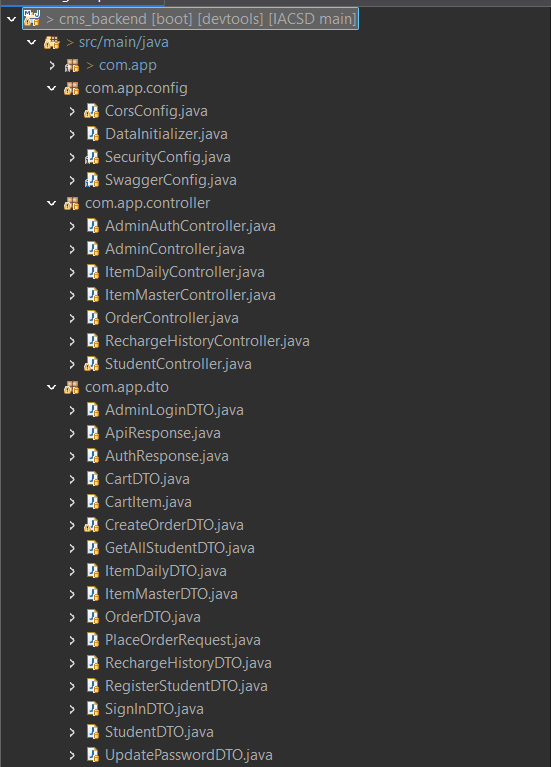 > cms_backend [boot] [devtools] [IACSD main]
> src/main/java
> com.app
com.app.config
CorsConfig.java
DataInitializer.java
SecurityConfig.java
SwaggerConfig.java
com.app.controller
AdminAuthController.java
AdminController.java
ItemDailyController.java
ItemMasterController.java
OrderController.java
RechargeHistoryController.java
StudentController.java
com.app.dto
AdminLoginDTO.java
ApiResponse.java
AuthResponse.java
CartDTO.java
CartItem.java
CreateOrderDTO.java
GetAllStudentDTO.java
ItemDailyDTO.java
ItemMasterDTO.java
OrderDTO.java
PlaceOrderRequest.java
RechargeHistoryDTO.java
RegisterStudentDTO.java
SignInDTO.java
StudentDTO.java
UpdatePasswordDTO.java